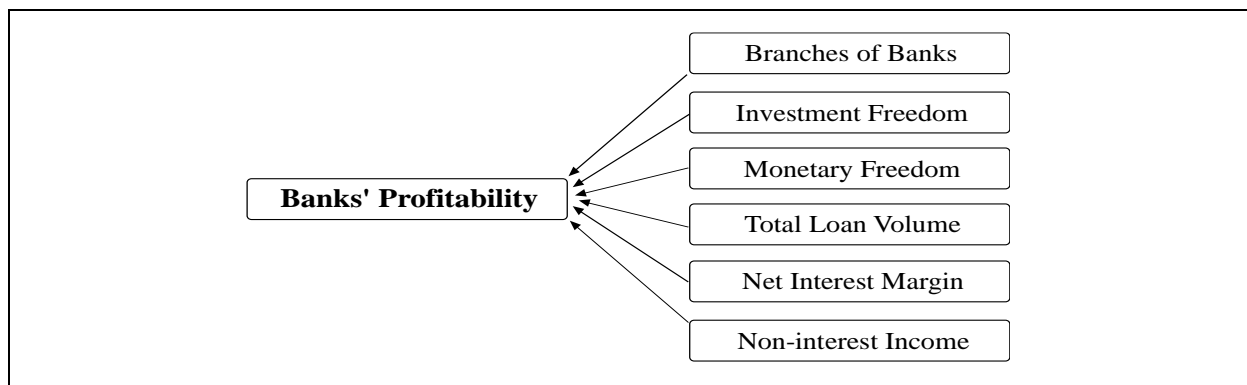 Branches of Banks
Investment Freedom
Monetary Freedom
Banks' Profitability
Total Loan Volume
Net Interest Margin
Non-interest Income